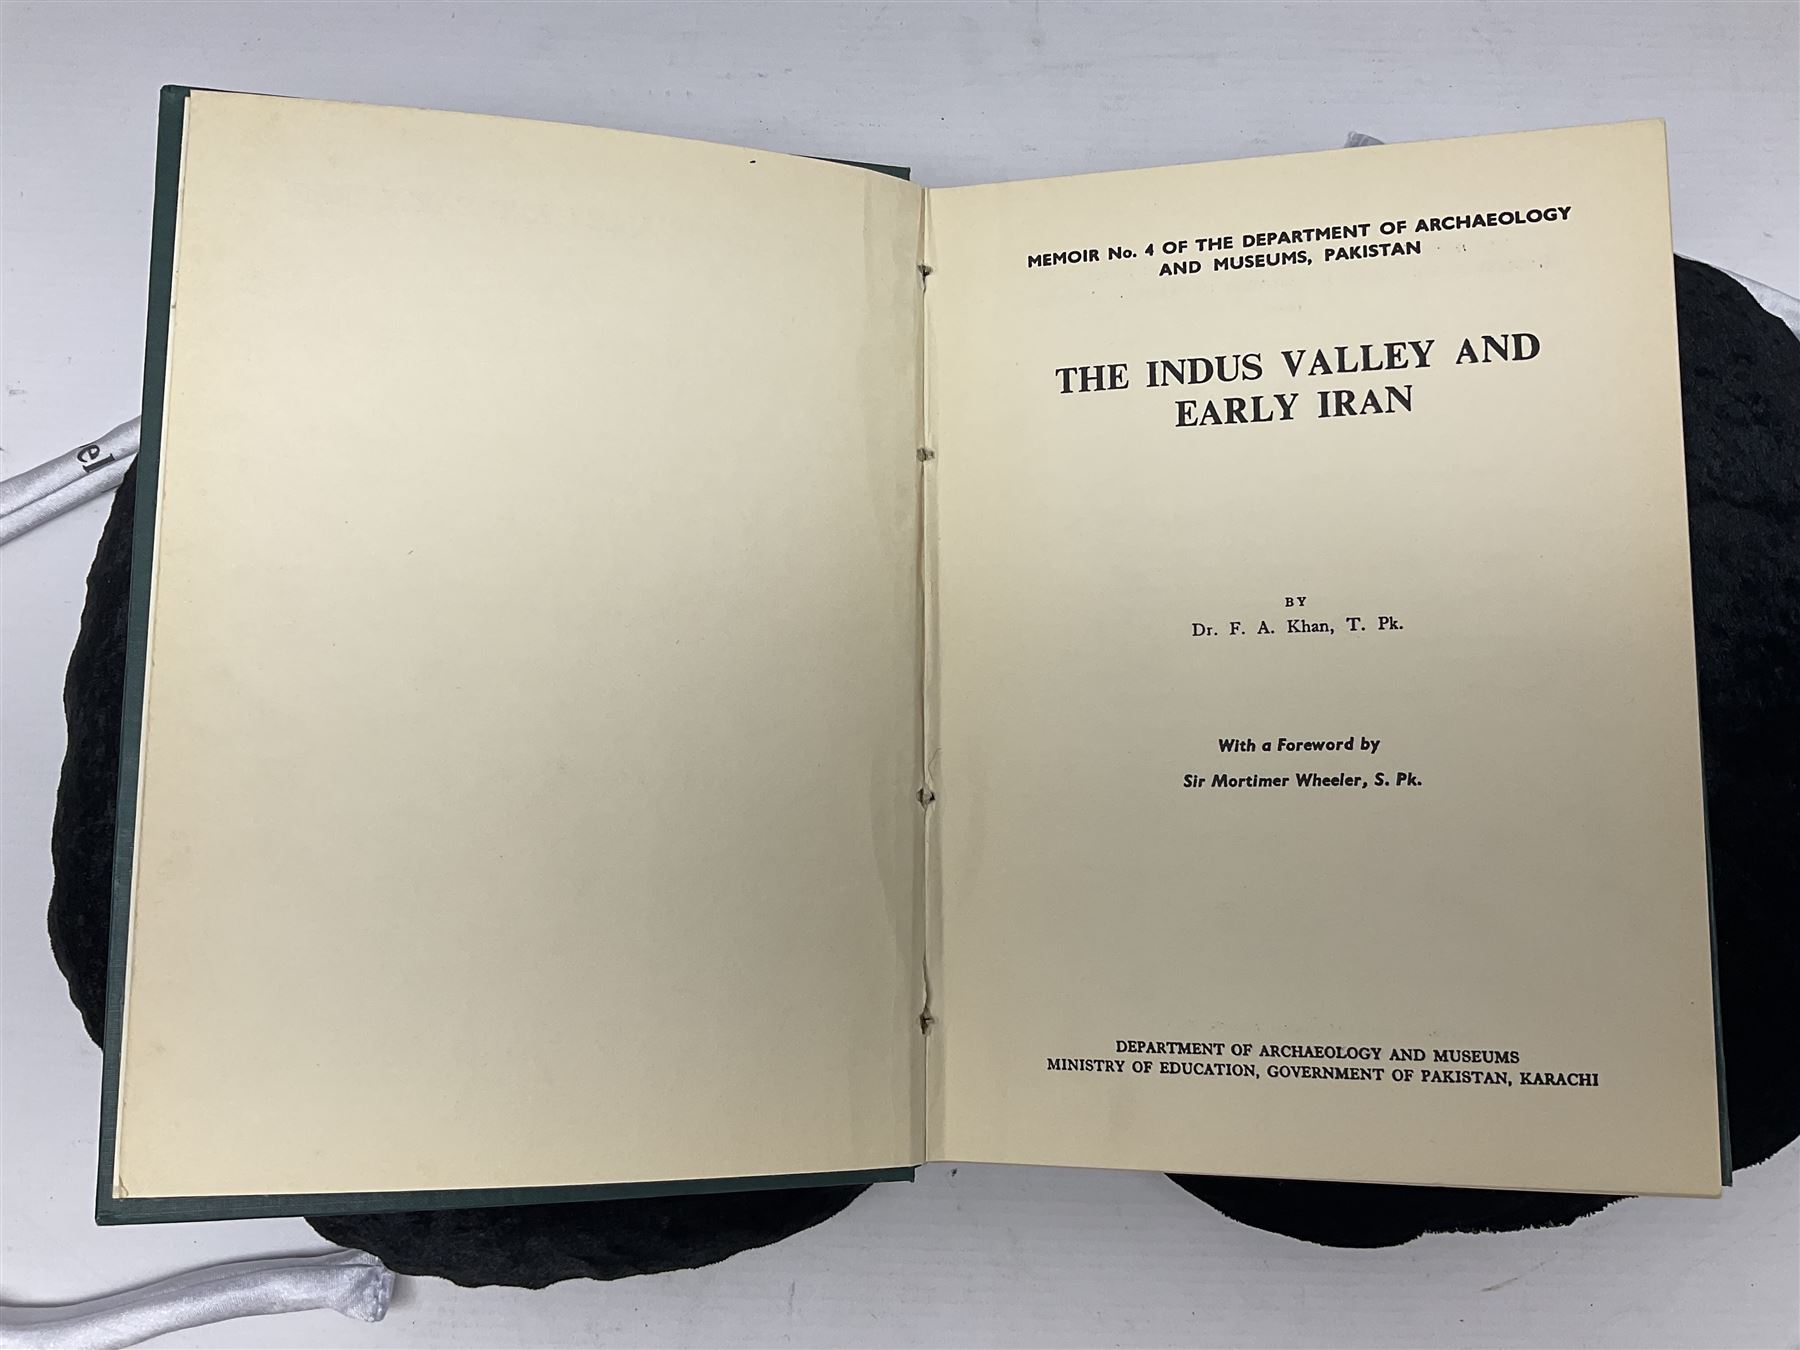 MEMOIR No. 4 OF THE DEPARTMENT OF ARCHAEOLOGY
AND MUSEUMS, PAKISTAN
THE INDUS VALLEY AND
EARLY IRAN
BY
Dr. F. A. Khan, T. Pk.
With a Foreword by
Sir Mortimer Wheeler, S. Pk.
DEPARTMENT OF ARCHAEOLOGY AND MUSEUMS
MINISTRY OF EDUCATION, GOVERNMENT OF PAKISTAN, KARACHI
el